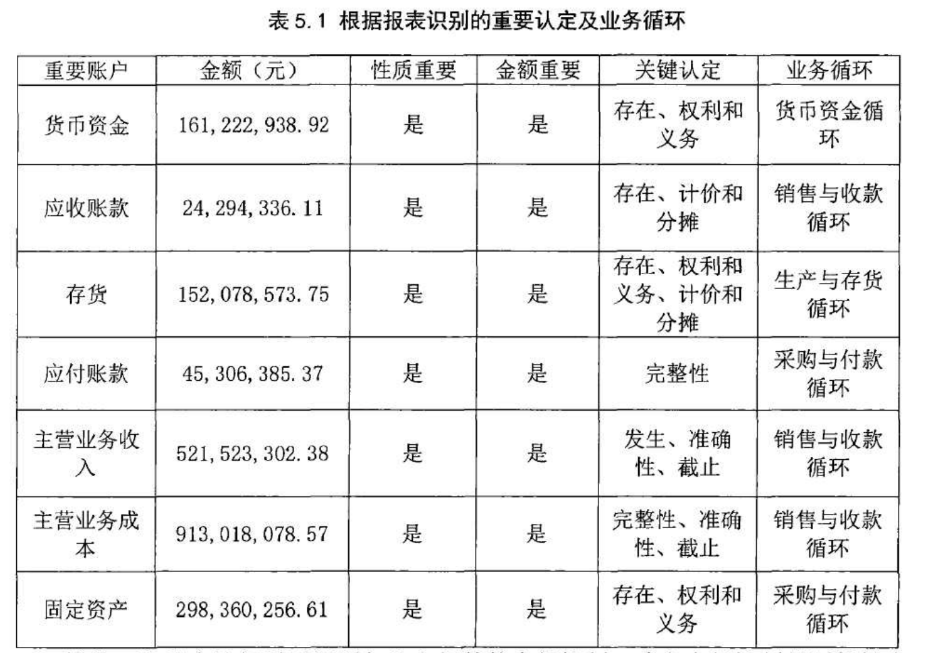 表 5.1 根据报表识别的重要认定及业务循环
重要账户 金额（元） 性质重要 金额重要 关键认定 业务循环
货币资金 161,222,938.92 是 是 存在、权利和
义务 货币资金循
环
应收账款 24,294,336.11 是 是 存在、计价和
分摊 销售与收款
循环
存货 152,078,573.75 是 是 存在、权利和
义务、计价和
分摊 生产与存货
循环
应付账款 45,306,385.37 是 是 完整性 采购与付款
循环
主营业务收
入 521,523,302.38 是 是 发生、准确
性、截止 销售与收款
循环
主营业务成
本 913,018,078.57 是 是 完整性、准确
性、截止 销售与收款
循环
固定资产 298,360,256.61 是 是 存在、权利和
义务 采购与付款
循环